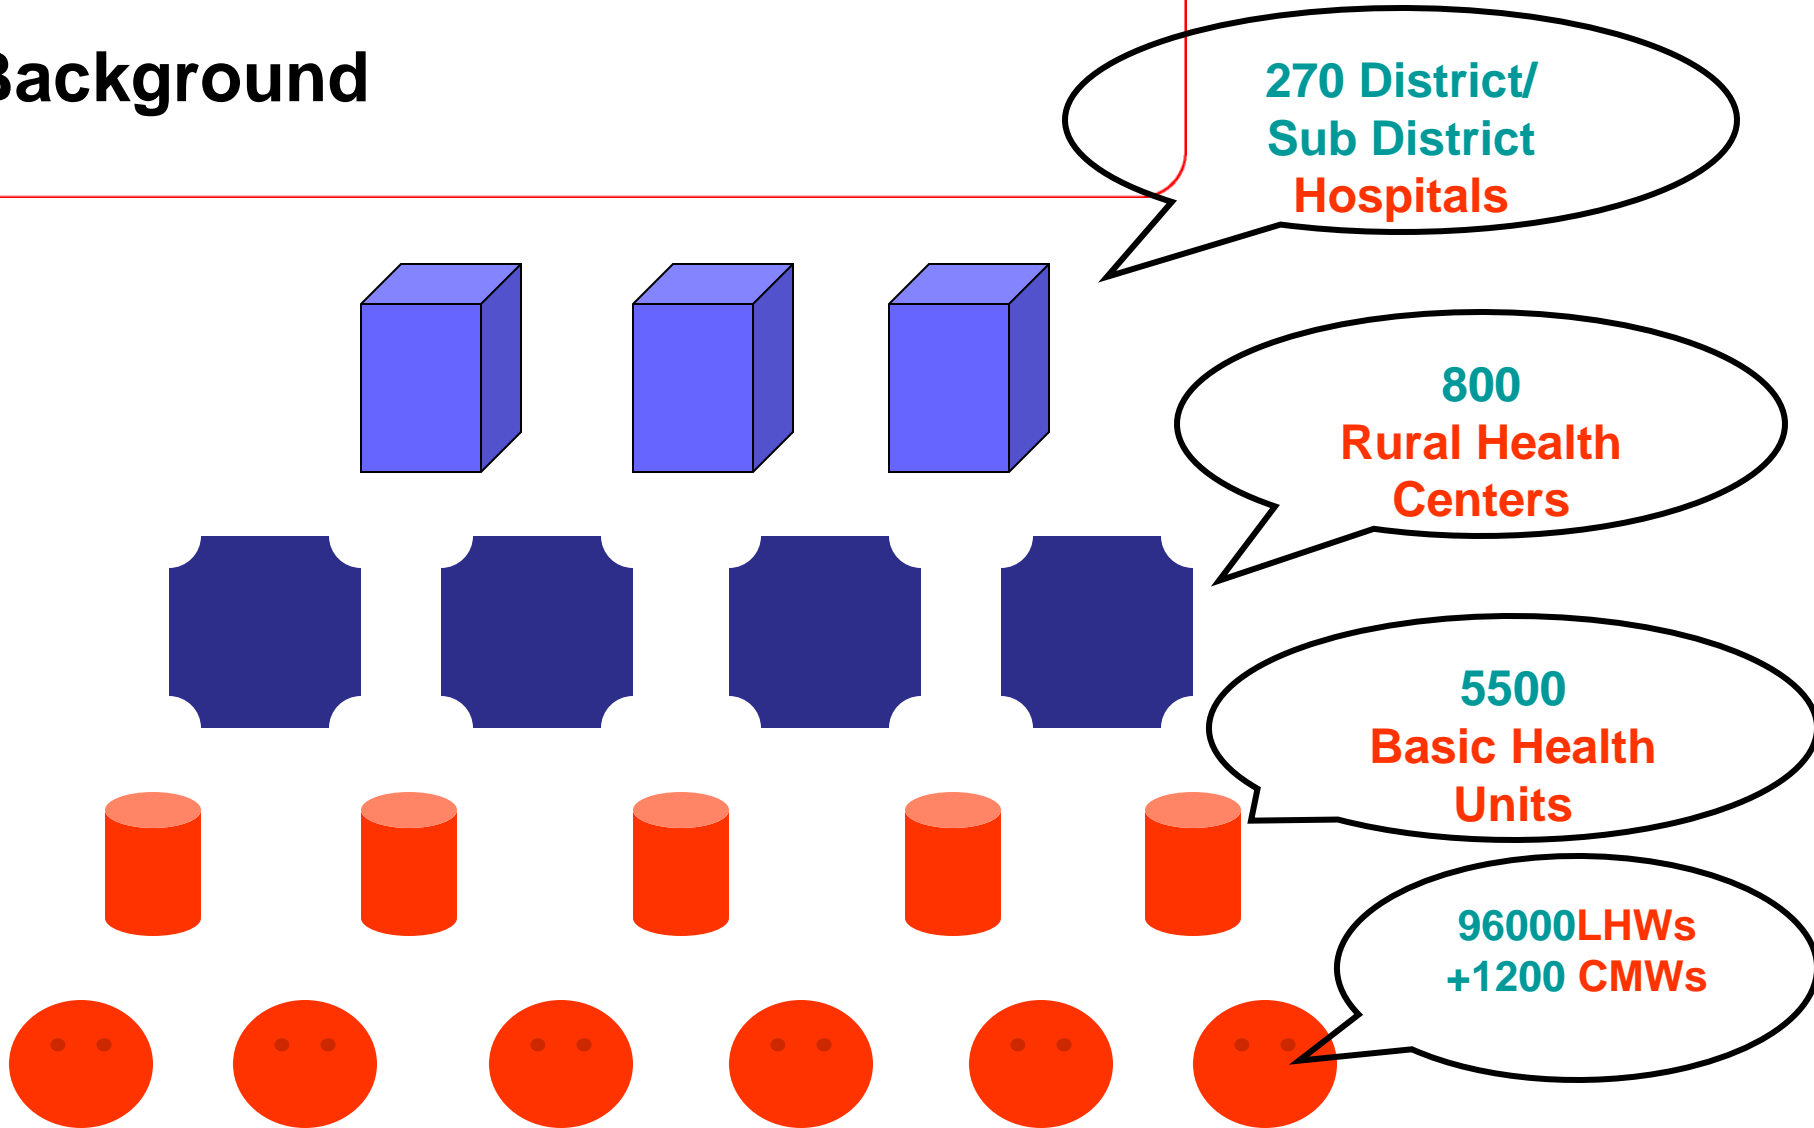 Background
270 District/
Sub District
Hospitals
800
Rural Health
Centers
5500
Basic Health
Units
96000LHWs
+1200 CMWs